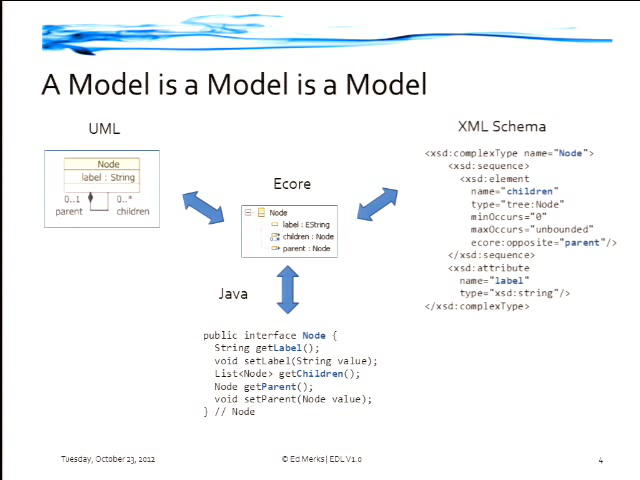 A Model is a Model is a Model
UML
Node
label : String
0..1
0..*
parent
children
Ecore
Node
label : EString
children : Node
parent : Node
XML Schema
<xsd:complexType name="Node">
<xsd:sequence>
<xsd:element
name="children"
type="tree:Node"
minOccurs="0"
maxOccurs="unbounded"
ecore:opposite="parent"/>
</xsd:sequence>
<xsd:attribute
name="label"
type="xsd:string"/>
</xsd:complexType>
Java
public interface Node {
String getLabel();
void setLabel(String value);
List<Node> getChildren();
Node getParent();
void setParent(Node value);
} // Node
Tuesday, October 23, 2012
© Ed Merks | EDL V1.0
4